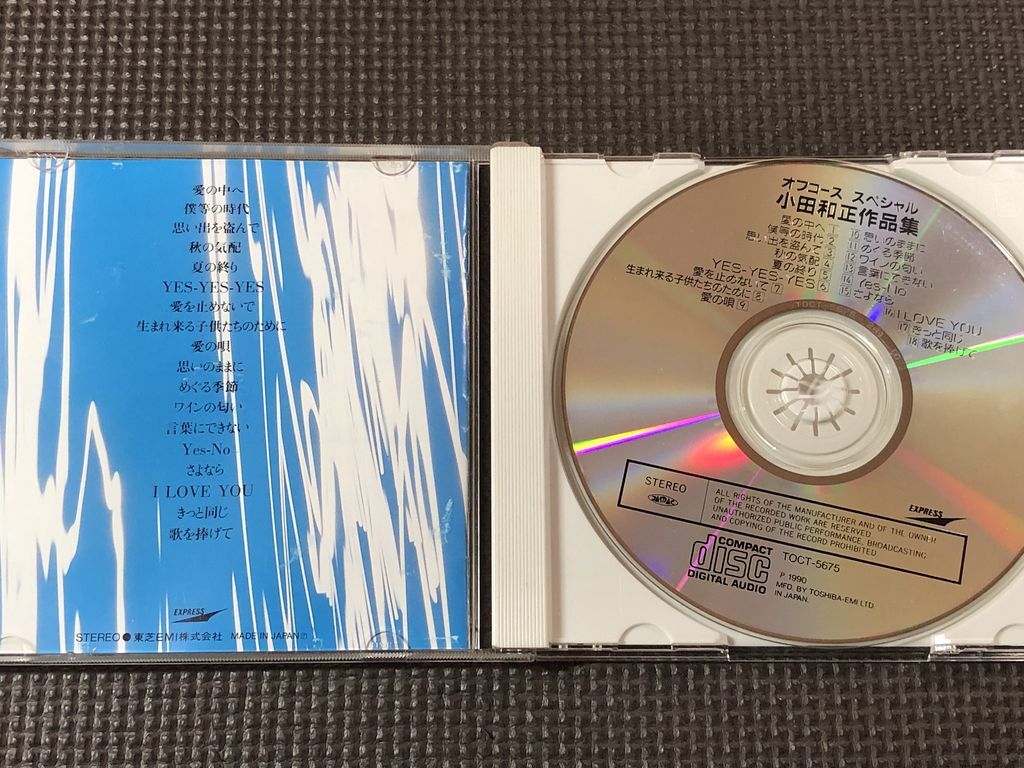 愛の中へ
僕等の時代
思い出を盗んで
秋の気配
夏の終り
YES-YES-YES
愛を止めないで
生まれ来る子供たちのために
愛の唄
思いのままに
めぐる季節
ワインの匂い
言葉にできない
Yes-No
さよなら
I LOVE YOU
きっと同じ
歌を捧げて
EXPRESS
STEREO●東芝EMI株式会社 MADE IN JAPAN
オフコース スペシャル
小田和正作品集
愛の中へ 1
僕等の時代 2
思い出を盗んで 3
秋の気配 4
夏の終り 5
YES-YES-YES 6
愛を止めないで 7
生まれ来る子供たちのために 8
愛の唄 9
10 思いのままに
11 めぐる季節
12 ワインの匂い
13 言葉にできない
14 Yes-No
15 さよなら
16 I LOVE YOU
17 きっと同じ
18 歌を捧げて
STEREO
JASRAC
ALL RIGHTS OF THE MANUFACTURER AND OF THE OWNER
OF THE RECORDED WORK ARE RESERVED.
UNAUTHORIZED PUBLIC PERFORMANCE, BROADCASTING
AND COPYING OF THE RECORD PROHIBITED
EXPRESS
COMPACT
disc
DIGITAL AUDIO
TOCT-5675
P 1990
MFD. BY TOSHIBA-EMI LTD.
IN JAPAN.